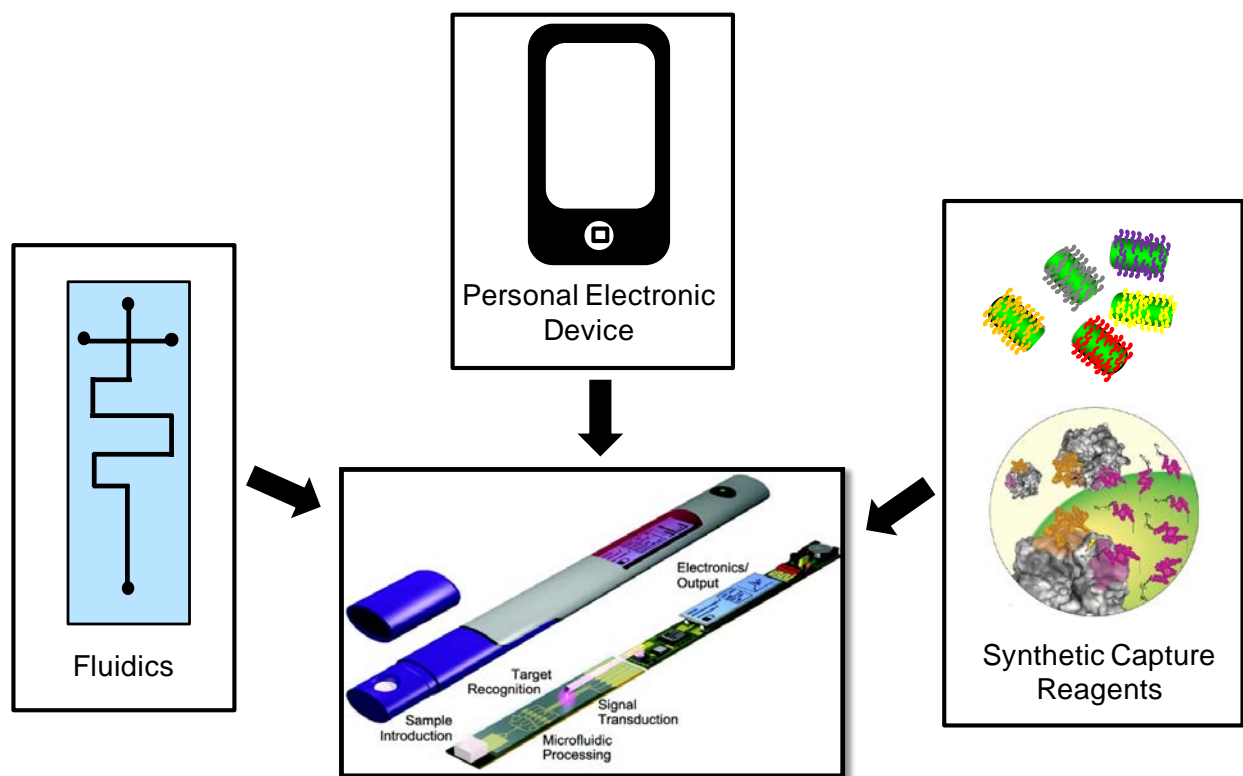 Personal Electronic
Device
Fluidics
Electronics/
Output
Target
Recognition
Signal
Transduction
Sample
Introduction
Microfluidic
Processing
Synthetic Capture
Reagents